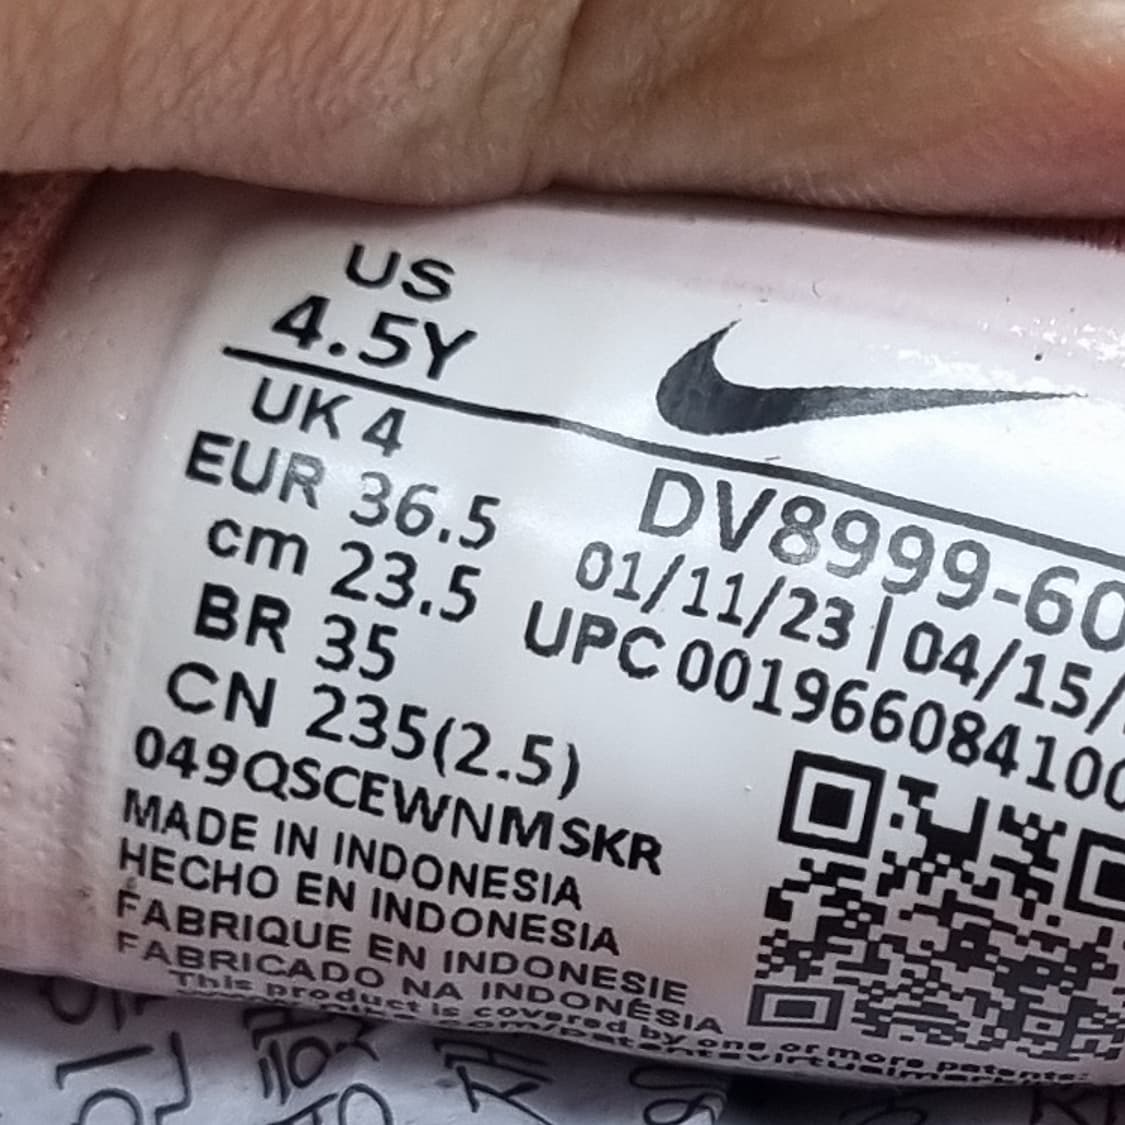 US
4.5Y
UK 4
EUR 36.5
cm 23.5
BR 35
CN 235(2.5)
049QSCEWNMSKR
MADE IN INDONESIA
HECHO EN INDONESIA
FABRIQUE EN INDONESIE
FABRICADO NA INDONÉSIA
This product is covered by one or more patents:
DV8999-60
01/11/23 | 04/15/
UPC 00196608410